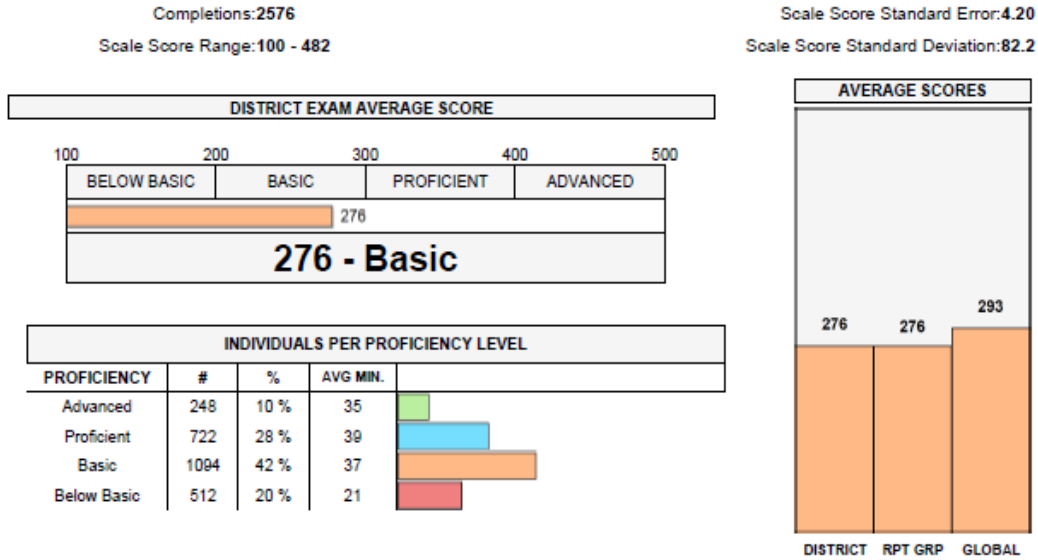 Completions:2576
Scale Score Range:100 - 482
Scale Score Standard Error:4.20
Scale Score Standard Deviation:82.2
DISTRICT EXAM AVERAGE SCORE
100 200 300 400 500
BELOW BASIC BASIC PROFICIENT ADVANCED
276
276 - Basic
INDIVIDUALS PER PROFICIENCY LEVEL
PROFICIENCY # % AVG MIN.
Advanced 248 10 % 35
Proficient 722 28 % 39
Basic 1094 42 % 37
Below Basic 512 20 % 21
AVERAGE SCORES
276 276 293
DISTRICT RPT GRP GLOBAL